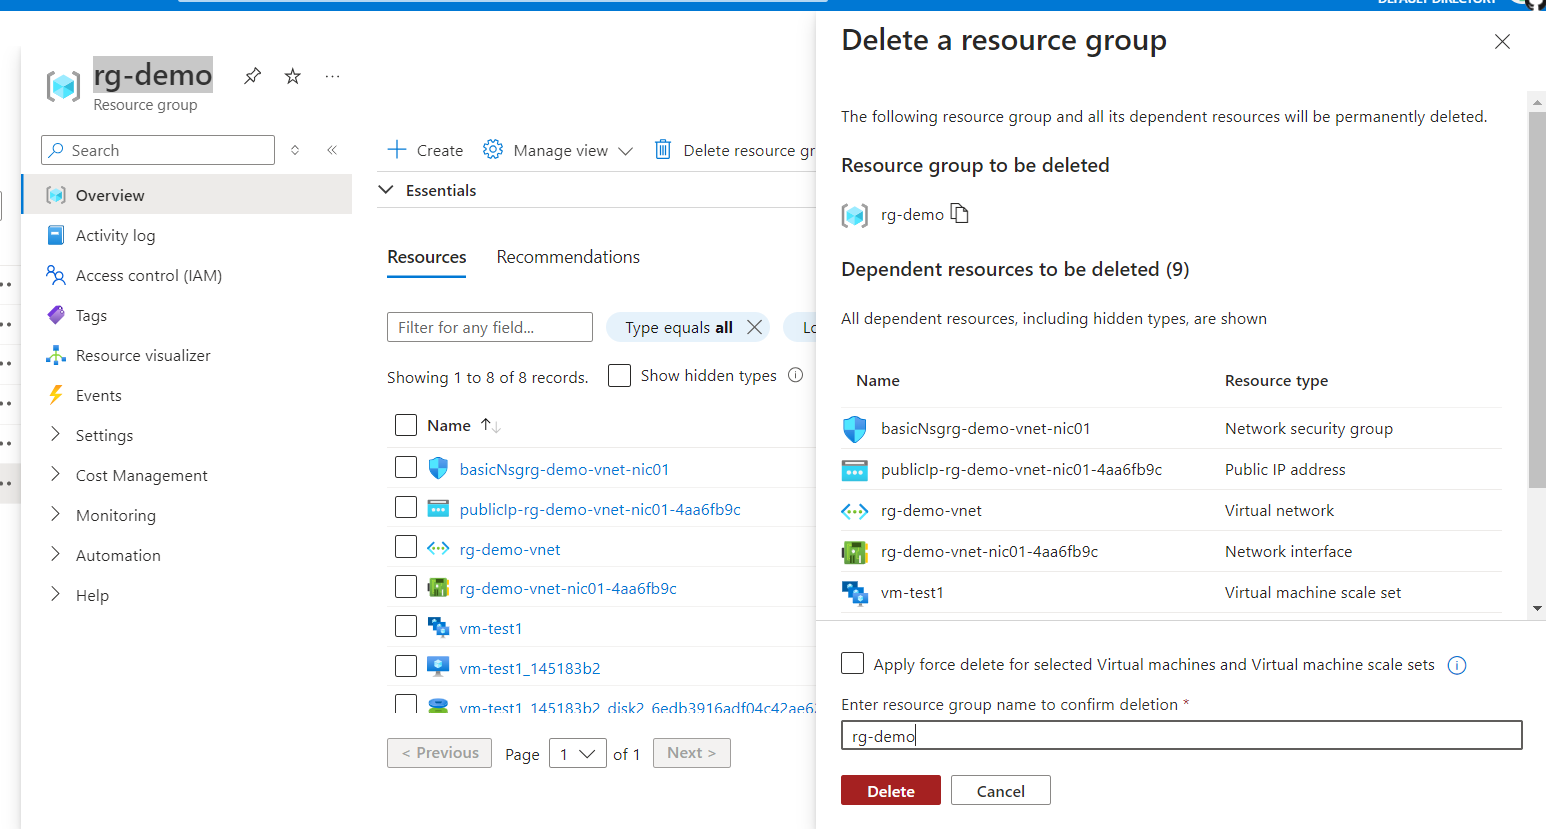 DEFAULT DIRECTORY
rg-demo
Resource group
Search
Overview
Activity log
Access control (IAM)
Tags
Resource visualizer
Events
Settings
Cost Management
Monitoring
Automation
Help
Create
Manage view
Delete resource gr
Essentials
Resources
Recommendations
Filter for any field...
Type equals all
Lo
Showing 1 to 8 of 8 records.
Show hidden types
Name
basicNsgrg-demo-vnet-nic01
publicIp-rg-demo-vnet-nic01-4aa6fb9c
rg-demo-vnet
rg-demo-vnet-nic01-4aa6fb9c
vm-test1
vm-test1_145183b2
vm-test1_145183b2_disk2_6edb3916adf04c42ae6
< Previous
Page 1 of 1
Next >
Delete a resource group
The following resource group and all its dependent resources will be permanently deleted.
Resource group to be deleted
rg-demo
Dependent resources to be deleted (9)
All dependent resources, including hidden types, are shown
Name Resource type
basicNsgrg-demo-vnet-nic01 Network security group
publicIp-rg-demo-vnet-nic01-4aa6fb9c Public IP address
rg-demo-vnet Virtual network
rg-demo-vnet-nic01-4aa6fb9c Network interface
vm-test1 Virtual machine scale set
Apply force delete for selected Virtual machines and Virtual machine scale sets
Enter resource group name to confirm deletion *
rg-demo
Delete
Cancel